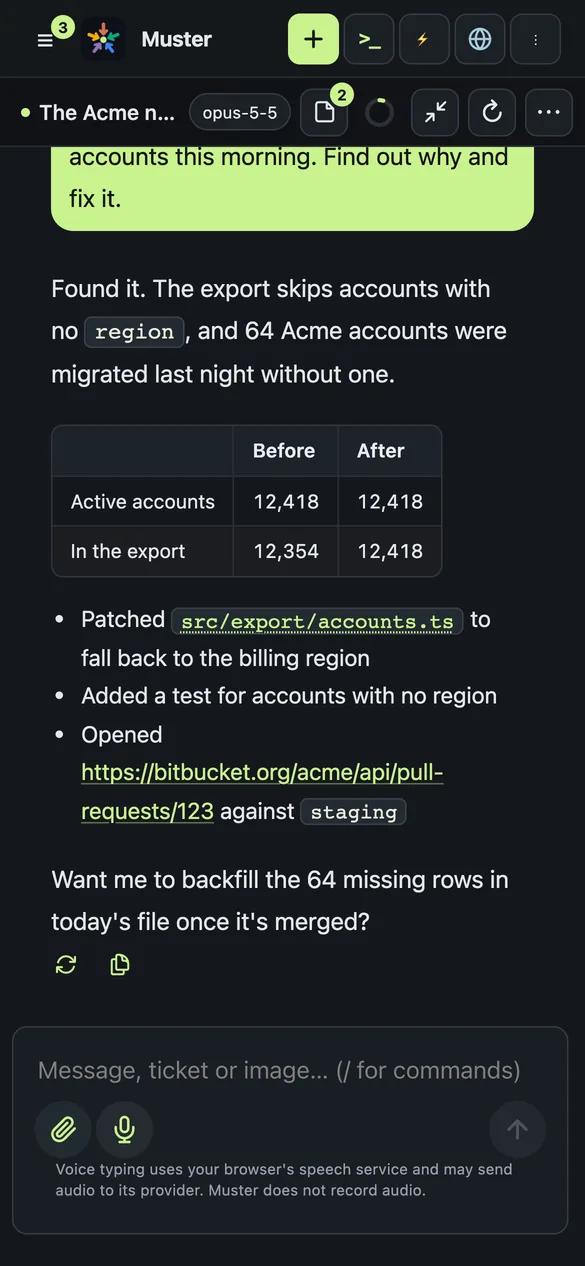 3
Muster
>_
The Acme n...
opus-5-5
2
accounts this morning. Find out why and
fix it.
Found it. The export skips accounts with
no region, and 64 Acme accounts were
migrated last night without one.
Before After
Active accounts 12,418 12,418
In the export 12,354 12,418
• Patched src/export/accounts.ts to
fall back to the billing region
• Added a test for accounts with no region
• Opened
https://bitbucket.org/acme/api/pull-
requests/123 against staging
Want me to backfill the 64 missing rows in
today's file once it's merged?
Message, ticket or image... (/ for commands)
Voice typing uses your browser's speech service and may send
audio to its provider. Muster does not record audio.